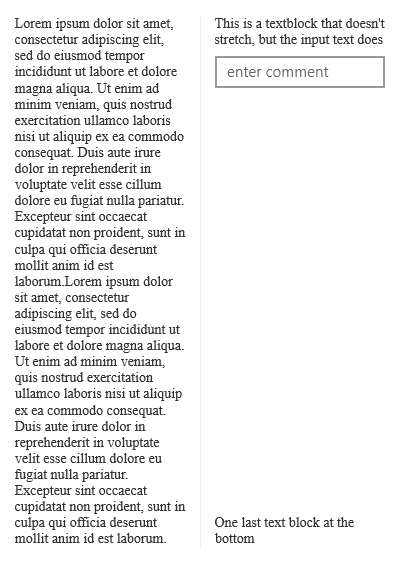 Lorem ipsum dolor sit amet,
consectetur adipiscing elit,
sed do eiusmod tempor
incididunt ut labore et dolore
magna aliqua. Ut enim ad
minim veniam, quis nostrud
exercitation ullamco laboris
nisi ut aliquip ex ea commodo
consequat. Duis aute irure
dolor in reprehenderit in
voluptate velit esse cillum
dolore eu fugiat nulla pariatur.
Excepteur sint occaecat
cupidatat non proident, sunt in
culpa qui officia deserunt
mollit anim id est
laborum.Lorem ipsum dolor
sit amet, consectetur
adipiscing elit, sed do
eiusmod tempor incididunt ut
labore et dolore magna aliqua.
Ut enim ad minim veniam,
quis nostrud exercitation
ullamco laboris nisi ut aliquip
ex ea commodo consequat.
Duis aute irure dolor in
reprehenderit in voluptate
velit esse cillum dolore eu
fugiat nulla pariatur.
Excepteur sint occaecat
cupidatat non proident, sunt in
culpa qui officia deserunt
mollit anim id est laborum.
This is a textblock that doesn't
stretch, but the input text does
enter comment
One last text block at the
bottom